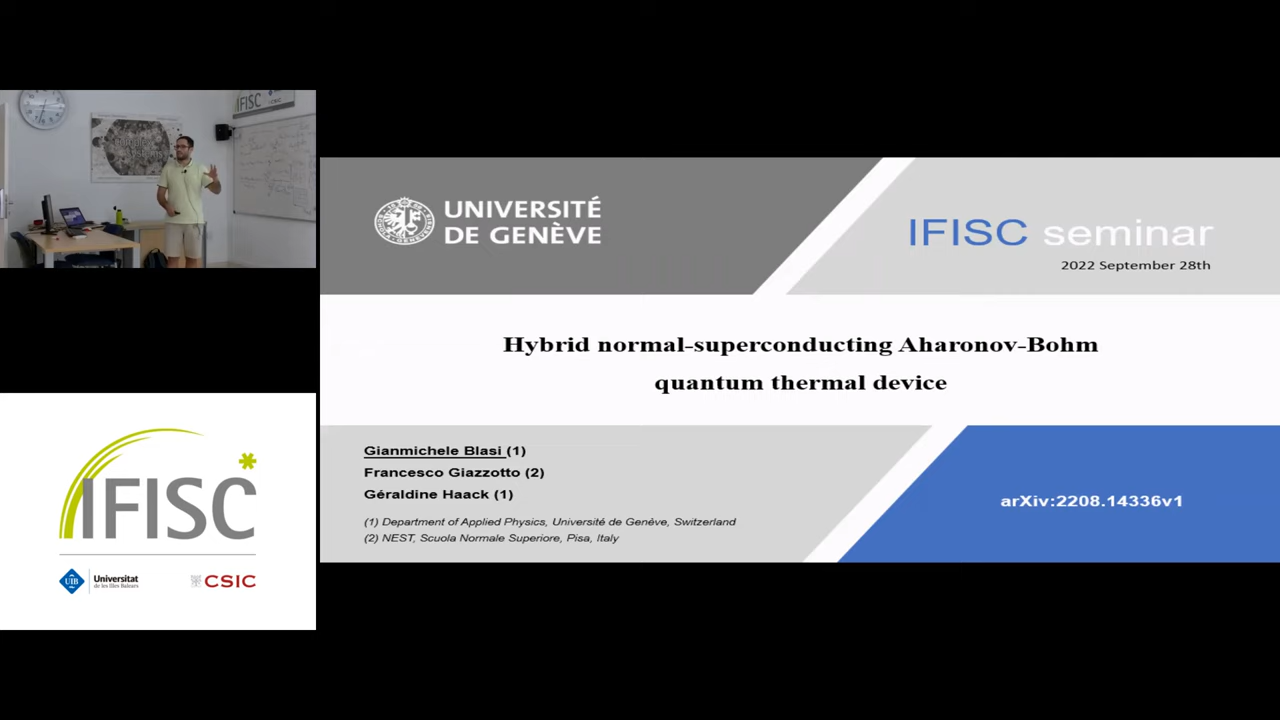 IFISC
UNIVERSITÉ
DE GENÈVE
IFISC seminar
2022 September 28th
Hybrid normal-superconducting Aharonov-Bohm
quantum thermal device
Gianmichele Blasi (1)
Francesco Giazzotto (2)
Géraldine Haack (1)
(1) Department of Applied Physics, Université de Genève, Switzerland
(2) NEST, Scuola Normale Superiore, Pisa, Italy
arXiv:2208.14336v1
IFISC
UIB
Universitat
de les Illes Balears
CSIC